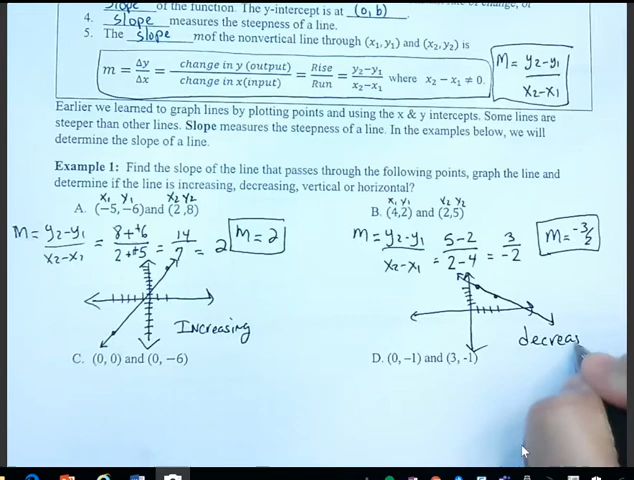 slope of the function. The y-intercept is at (0, b).
4. slope measures the steepness of a line.
5. The slope mof the nonvertical line through (x₁, y₁) and (x₂, y₂) is
m = Δy/Δx = change in y (output)/change in x(input) = Rise/Run = y₂−y₁/x₂−x₁ where x₂ − x₁ ≠ 0.
M = y₂-y₁/x₂-x₁
Earlier we learned to graph lines by plotting points and using the x & y intercepts. Some lines are
steeper than other lines. Slope measures the steepness of a line. In the examples below, we will
determine the slope of a line.
Example 1: Find the slope of the line that passes through the following points, graph the line and
determine if the line is increasing, decreasing, vertical or horizontal?
x₁ y₁ x₂ y₂
A. (−5, −6)and (2 ,8)
M = y₂-y₁/x₂-x₁ = 8++6/2++5 = 14/7 = 2 M = 2
Increasing
x₁ y₁ x₂ y₂
B. (4,2) and (2,5)
M = y₂-y₁/x₂-x₁ = 5-2/2-4 = 3/-2 M = -3/2
decreas
C. (0, 0) and (0, −6)
D. (0, −1) and (3, -1)